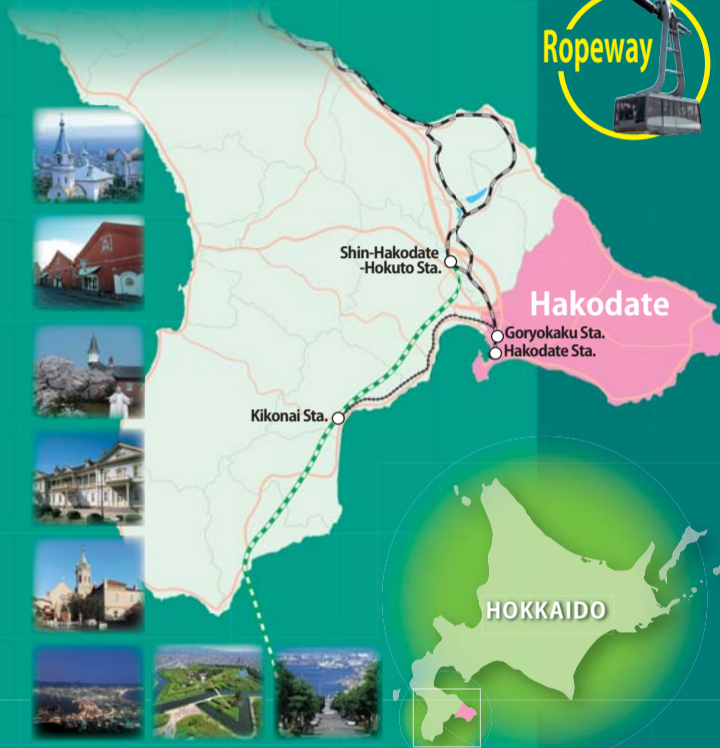 Ropeway
Shin-Hakodate
-Hokuto Sta.
Hakodate
Goryokaku Sta.
Hakodate Sta.
Kikonai Sta.
HOKKAIDO